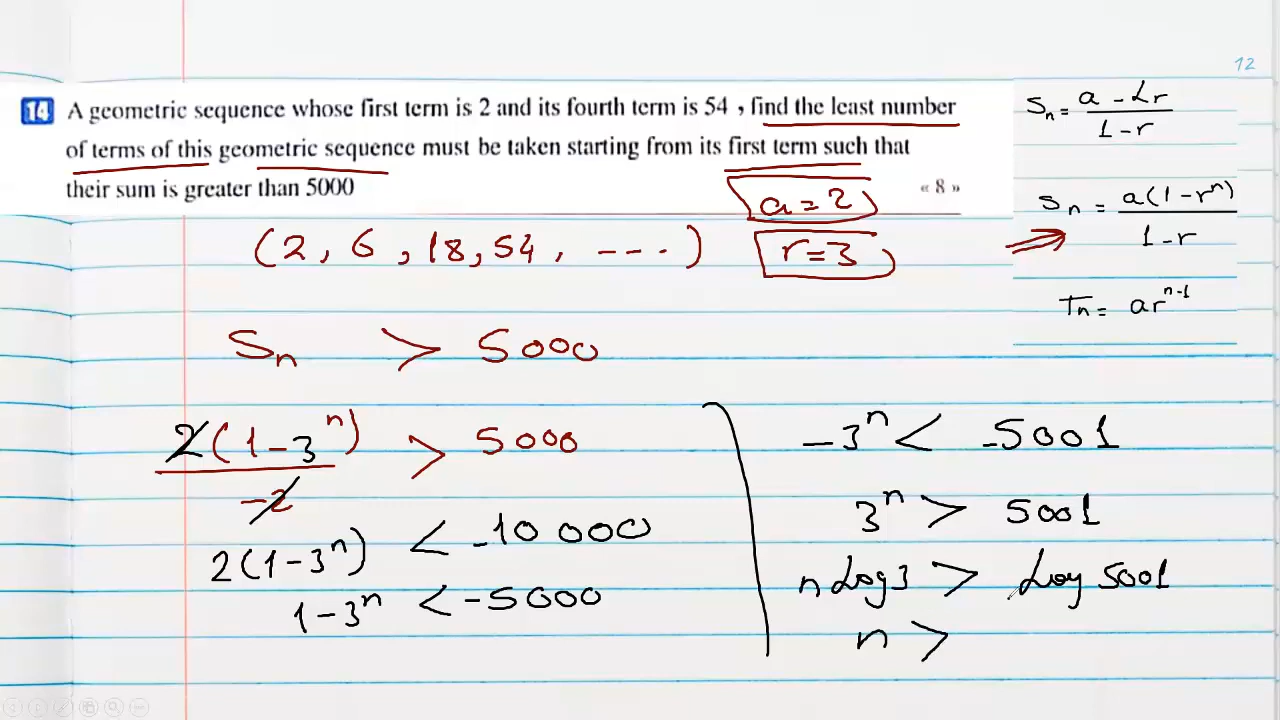 12
14 A geometric sequence whose first term is 2 and its fourth term is 54 , find the least number
of terms of this geometric sequence must be taken starting from its first term such that
their sum is greater than 5000
« 8 »
a = 2
r = 3
(2 , 6 , 18 , 54 , ---- )
Sn > 5000
2(1 - 3^n) / -2 > 5000
2(1 - 3^n) < -10 000
1 - 3^n < -5000
-3^n < -5001
3^n > 5001
n Log 3 > Log 5001
n >
Sn = a - Lr / 1 - r
Sn = a(1 - r^n) / 1 - r
Tn = ar^n-1